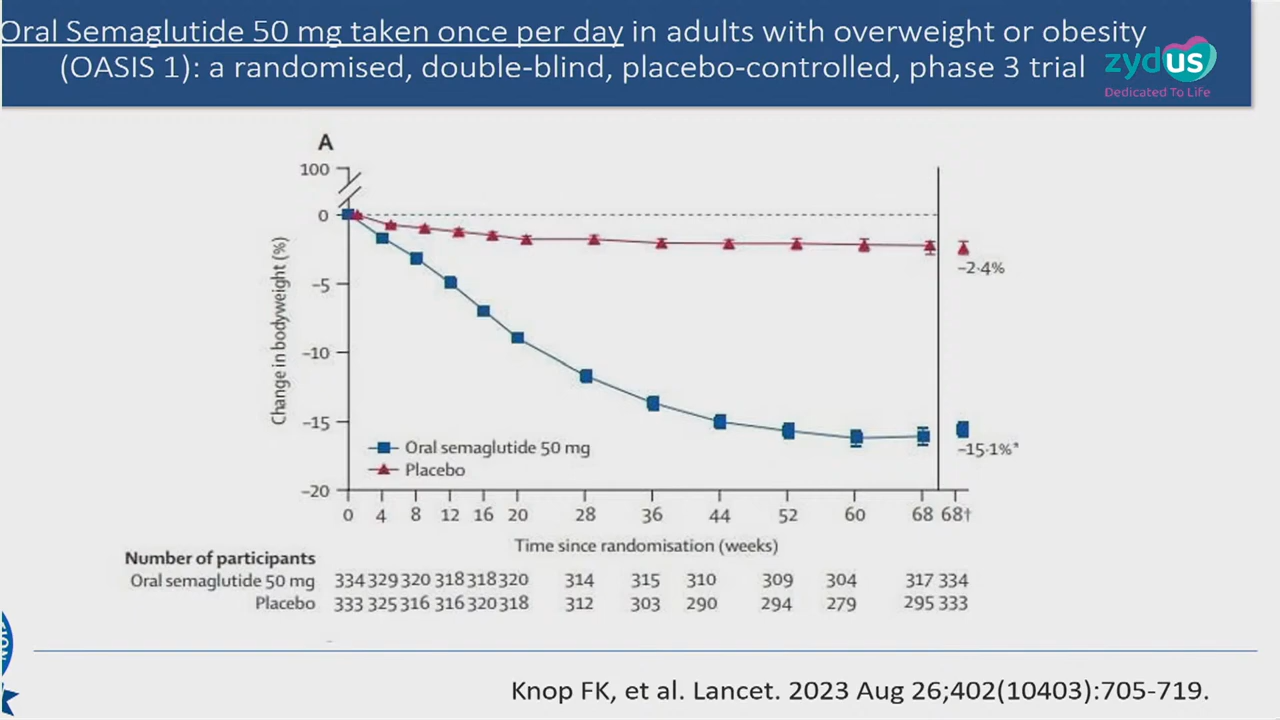 Oral Semaglutide 50 mg taken once per day in adults with overweight or obesity
(OASIS 1): a randomised, double-blind, placebo-controlled, phase 3 trial
zydus
Dedicated To Life
A
100
0
−5
−10
−15
−20
Change in bodyweight (%)
−2·4%
−15·1%*
Oral semaglutide 50 mg
Placebo
0 4 8 12 16 20 28 36 44 52 60 68 68†
Time since randomisation (weeks)
Number of participants
Oral semaglutide 50 mg 334 329 320 318 318 320 314 315 310 309 304 317 334
Placebo 333 325 316 316 320 318 312 303 290 294 279 295 333
Knop FK, et al. Lancet. 2023 Aug 26;402(10403):705-719.